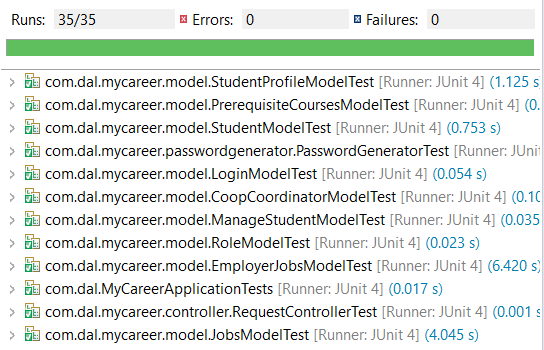 Runs: 35/35 Errors: 0 Failures: 0
com.dal.mycareer.model.StudentProfileModelTest [Runner: JUnit 4] (1.125 s
com.dal.mycareer.model.PrerequisiteCoursesModelTest [Runner: JUnit 4] (0.
com.dal.mycareer.model.StudentModelTest [Runner: JUnit 4] (0.753 s)
com.dal.mycareer.passwordgenerator.PasswordGeneratorTest [Runner: JUnit
com.dal.mycareer.model.LoginModelTest [Runner: JUnit 4] (0.054 s)
com.dal.mycareer.model.CoopCoordinatorModelTest [Runner: JUnit 4] (0.10
com.dal.mycareer.model.ManageStudentModelTest [Runner: JUnit 4] (0.035
com.dal.mycareer.model.RoleModelTest [Runner: JUnit 4] (0.023 s)
com.dal.mycareer.model.EmployerJobsModelTest [Runner: JUnit 4] (6.420 s)
com.dal.MyCareerApplicationTests [Runner: JUnit 4] (0.017 s)
com.dal.mycareer.controller.RequestControllerTest [Runner: JUnit 4] (0.001 s
com.dal.mycareer.model.JobsModelTest [Runner: JUnit 4] (4.045 s)